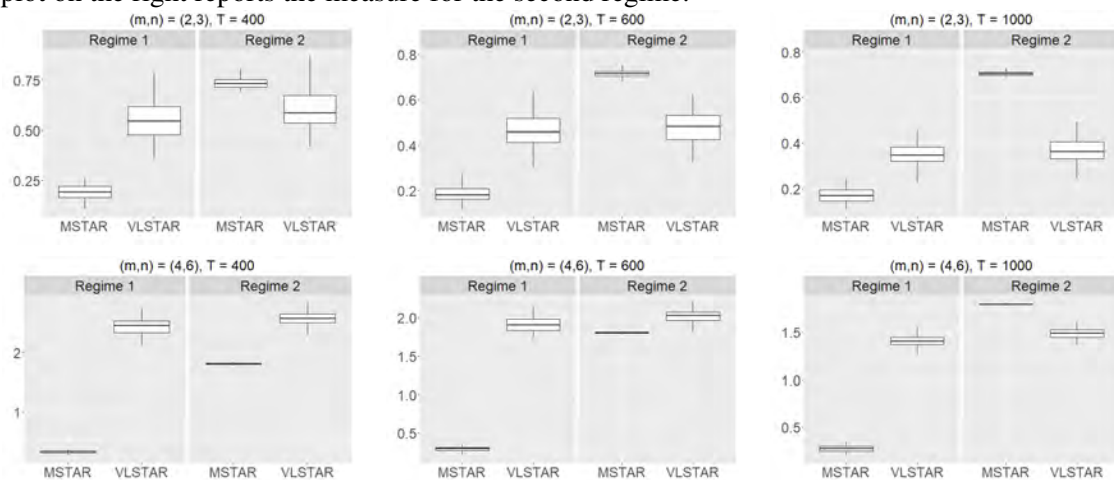 plot on the right reports the measure for the second regime.
(m,n) = (2,3), T = 400
Regime 1 Regime 2
0.75
0.50
0.25
MSTAR VLSTAR MSTAR VLSTAR
(m,n) = (2,3), T = 600
Regime 1 Regime 2
0.8
0.6
0.4
0.2
MSTAR VLSTAR MSTAR VLSTAR
(m,n) = (2,3), T = 1000
Regime 1 Regime 2
0.8
0.6
0.4
0.2
MSTAR VLSTAR MSTAR VLSTAR
(m,n) = (4,6), T = 400
Regime 1 Regime 2
2
1
MSTAR VLSTAR MSTAR VLSTAR
(m,n) = (4,6), T = 600
Regime 1 Regime 2
2.0
1.5
1.0
0.5
MSTAR VLSTAR MSTAR VLSTAR
(m,n) = (4,6), T = 1000
Regime 1 Regime 2
1.5
1.0
0.5
MSTAR VLSTAR MSTAR VLSTAR